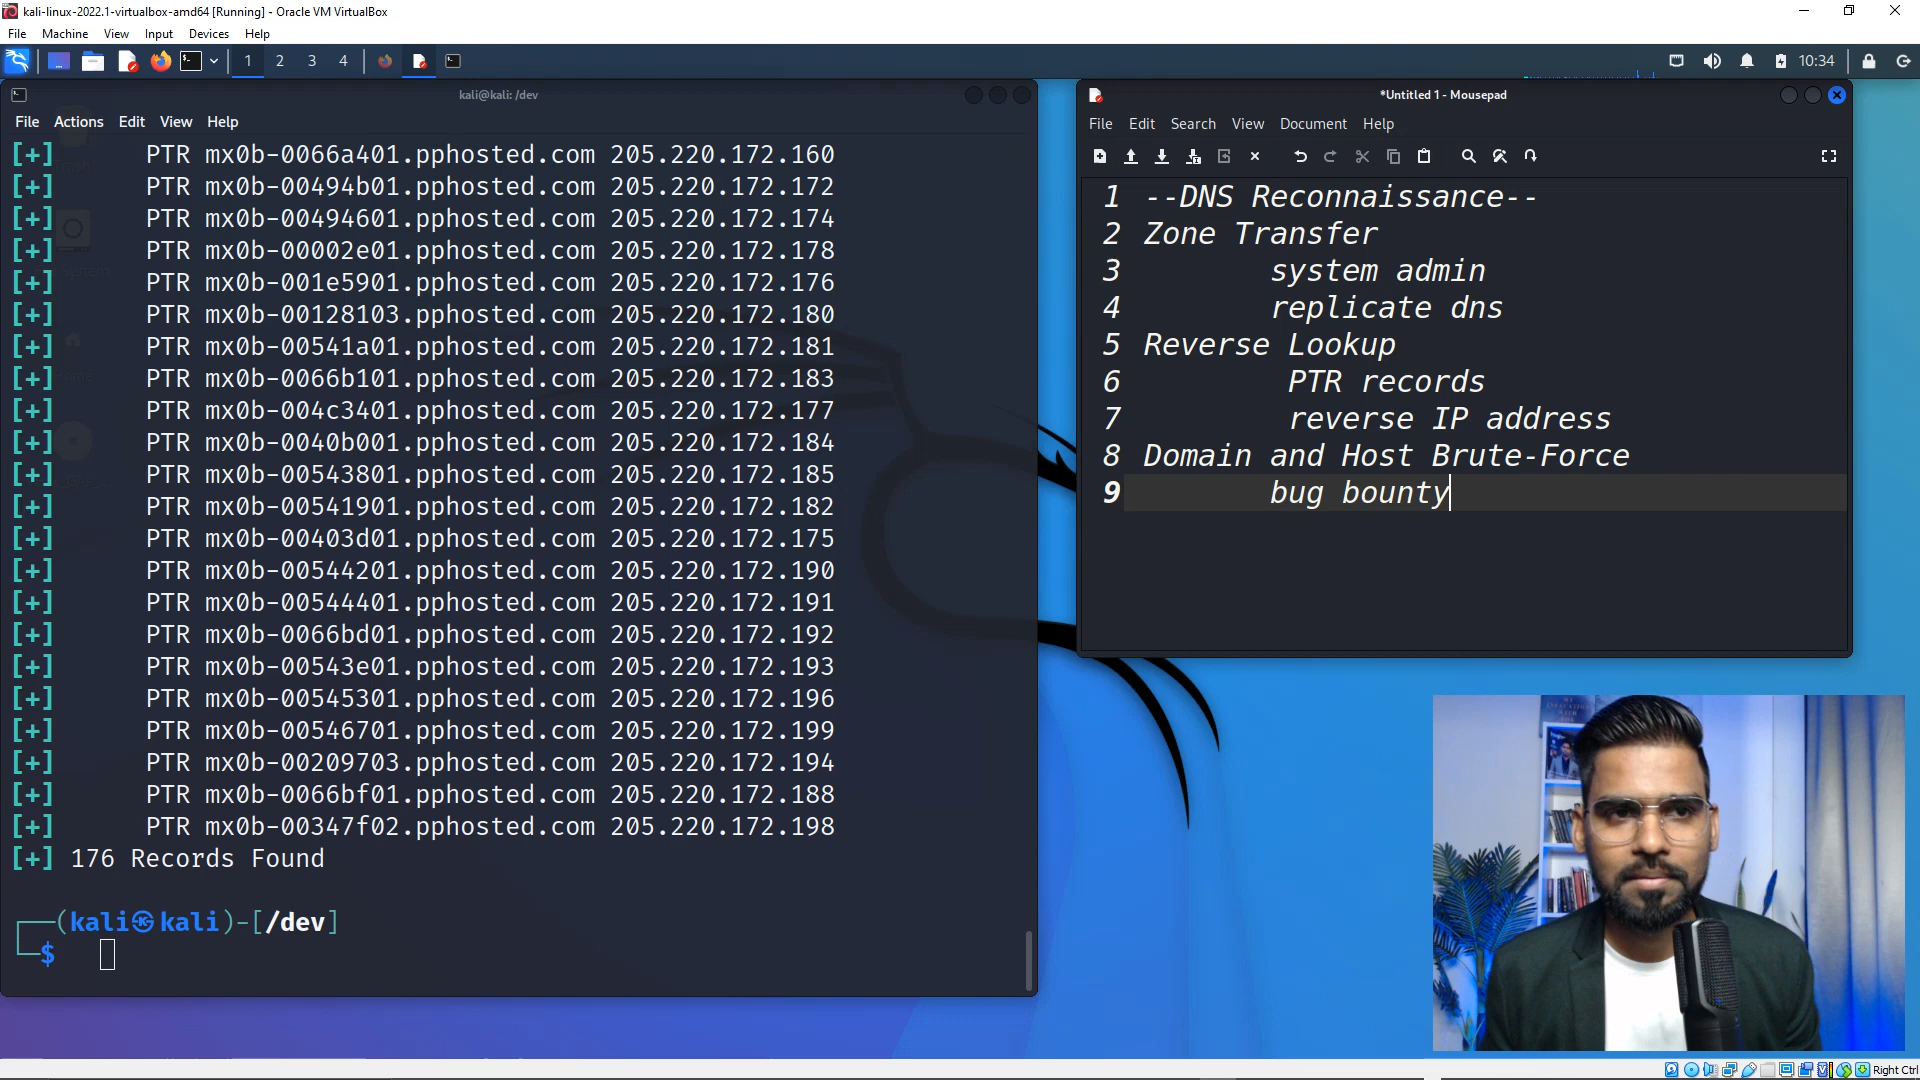 kali-linux-2022.1-virtualbox-amd64 [Running] - Oracle VM VirtualBox
File Machine View Input Devices Help
1 2 3 4 10:34
kali@kali: /dev
File Actions Edit View Help
[+] PTR mx0b-0066a401.pphosted.com 205.220.172.160
[+] PTR mx0b-00494b01.pphosted.com 205.220.172.172
[+] PTR mx0b-00494601.pphosted.com 205.220.172.174
[+] PTR mx0b-00002e01.pphosted.com 205.220.172.178
[+] PTR mx0b-001e5901.pphosted.com 205.220.172.176
[+] PTR mx0b-00128103.pphosted.com 205.220.172.180
[+] PTR mx0b-00541a01.pphosted.com 205.220.172.181
[+] PTR mx0b-0066b101.pphosted.com 205.220.172.183
[+] PTR mx0b-004c3401.pphosted.com 205.220.172.177
[+] PTR mx0b-0040b001.pphosted.com 205.220.172.184
[+] PTR mx0b-00543801.pphosted.com 205.220.172.185
[+] PTR mx0b-00541901.pphosted.com 205.220.172.182
[+] PTR mx0b-00403d01.pphosted.com 205.220.172.175
[+] PTR mx0b-00544201.pphosted.com 205.220.172.190
[+] PTR mx0b-00544401.pphosted.com 205.220.172.191
[+] PTR mx0b-0066bd01.pphosted.com 205.220.172.192
[+] PTR mx0b-00543e01.pphosted.com 205.220.172.193
[+] PTR mx0b-00545301.pphosted.com 205.220.172.196
[+] PTR mx0b-00546701.pphosted.com 205.220.172.199
[+] PTR mx0b-00209703.pphosted.com 205.220.172.194
[+] PTR mx0b-0066bf01.pphosted.com 205.220.172.188
[+] PTR mx0b-00347f02.pphosted.com 205.220.172.198
[+] 176 Records Found
(kali㉿kali)-[/dev]
$
*Untitled 1 - Mousepad
File Edit Search View Document Help
1 --DNS Reconnaissance--
2 Zone Transfer
3 system admin
4 replicate dns
5 Reverse Lookup
6 PTR records
7 reverse IP address
8 Domain and Host Brute-Force
9 bug bounty
Right Ctrl